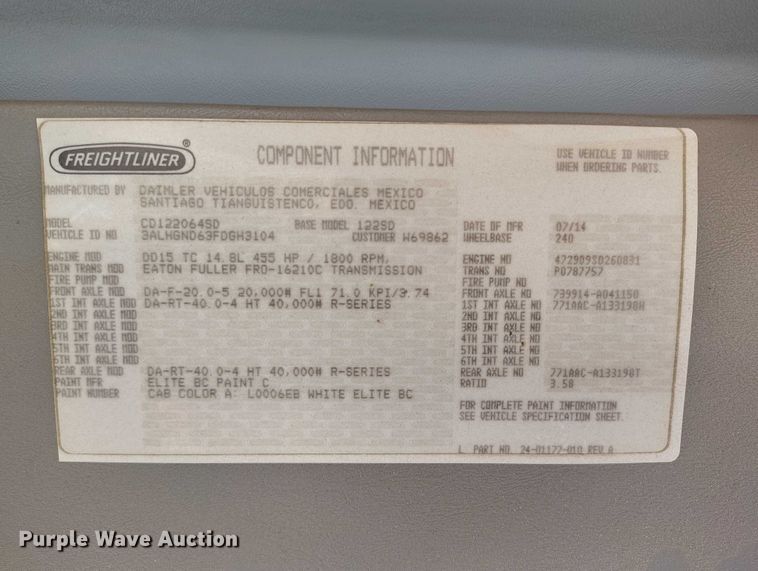 FREIGHTLINER®
COMPONENT INFORMATION
USE VEHICLE ID NUMBER
WHEN ORDERING PARTS.
MANUFACTURED BY DAIMLER VEHICULOS COMERCIALES MEXICO
SANTIAGO TIANGUISTENCO, EDO. MEXICO
MODEL CD122064SD BASE MODEL 122SD DATE OF MFR 07/14
VEHICLE ID NO 3ALHGND63FDGH3104 CUSTOMER W69862 WHEELBASE 240
ENGINE MOD DD15 TC 14.8L 455 HP / 1800 RPM, ENGINE NO 472909S0260831
MAIN TRANS MOD EATON FULLER FRO-16210C TRANSMISSION TRANS NO P0787757
FIRE PUMP MOD FIRE PUMP NO
FRONT AXLE MOD DA-F-20.0-5 20,000# FL1 71.0 KPI/3.74 FRONT AXLE NO 739914-A041150
1ST INT AXLE MOD DA-RT-40.0-4 HT 40,000# R-SERIES 1ST INT AXLE NO 771AAC-A133198H
2ND INT AXLE MOD 2ND INT AXLE NO
3RD INT AXLE MOD 3RD INT AXLE NO
4TH INT AXLE MOD 4TH INT AXLE NO
5TH INT AXLE MOD 5TH INT AXLE NO
6TH INT AXLE MOD 6TH INT AXLE NO
REAR AXLE MOD DA-RT-40.0-4 HT 40,000# R-SERIES REAR AXLE NO 771AAC-A133198T
PAINT MFR ELITE BC PAINT C RATIO 3.58
PAINT NUMBER CAB COLOR A: L0006EB WHITE ELITE BC
FOR COMPLETE PAINT INFORMATION
SEE VEHICLE SPECIFICATION SHEET.
PART NO. 24-01177-010 REV A
Purple Wave Auction